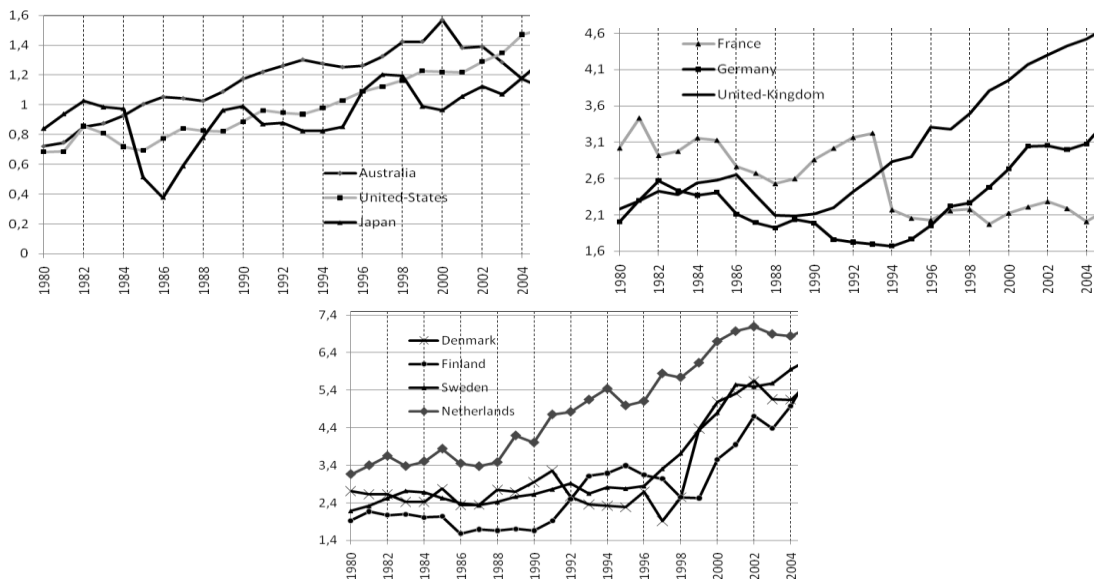 1,6
1,4
1,2
1
0,8
0,6
0,4
0,2
0
Australia
United-States
Japan
1980 1982 1984 1986 1988 1990 1992 1994 1996 1998 2000 2002 2004
4,6
4,1
3,6
3,1
2,6
2,1
1,6
France
Germany
United-Kingdom
1980 1982 1984 1986 1988 1990 1992 1994 1996 1998 2000 2002 2004
7,4
6,4
5,4
4,4
3,4
2,4
1,4
Denmark
Finland
Sweden
Netherlands
1980 1982 1984 1986 1988 1990 1992 1994 1996 1998 2000 2002 2004